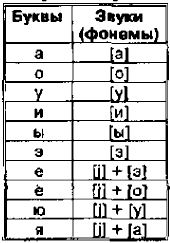 Буквы Звуки
(фонемы)
а [а]
о [о]
у [у]
и [и]
ы [ы]
э [э]
е [j] + [э]
ё [j] + [о]
ю [j] + [у]
я [j] + [а]